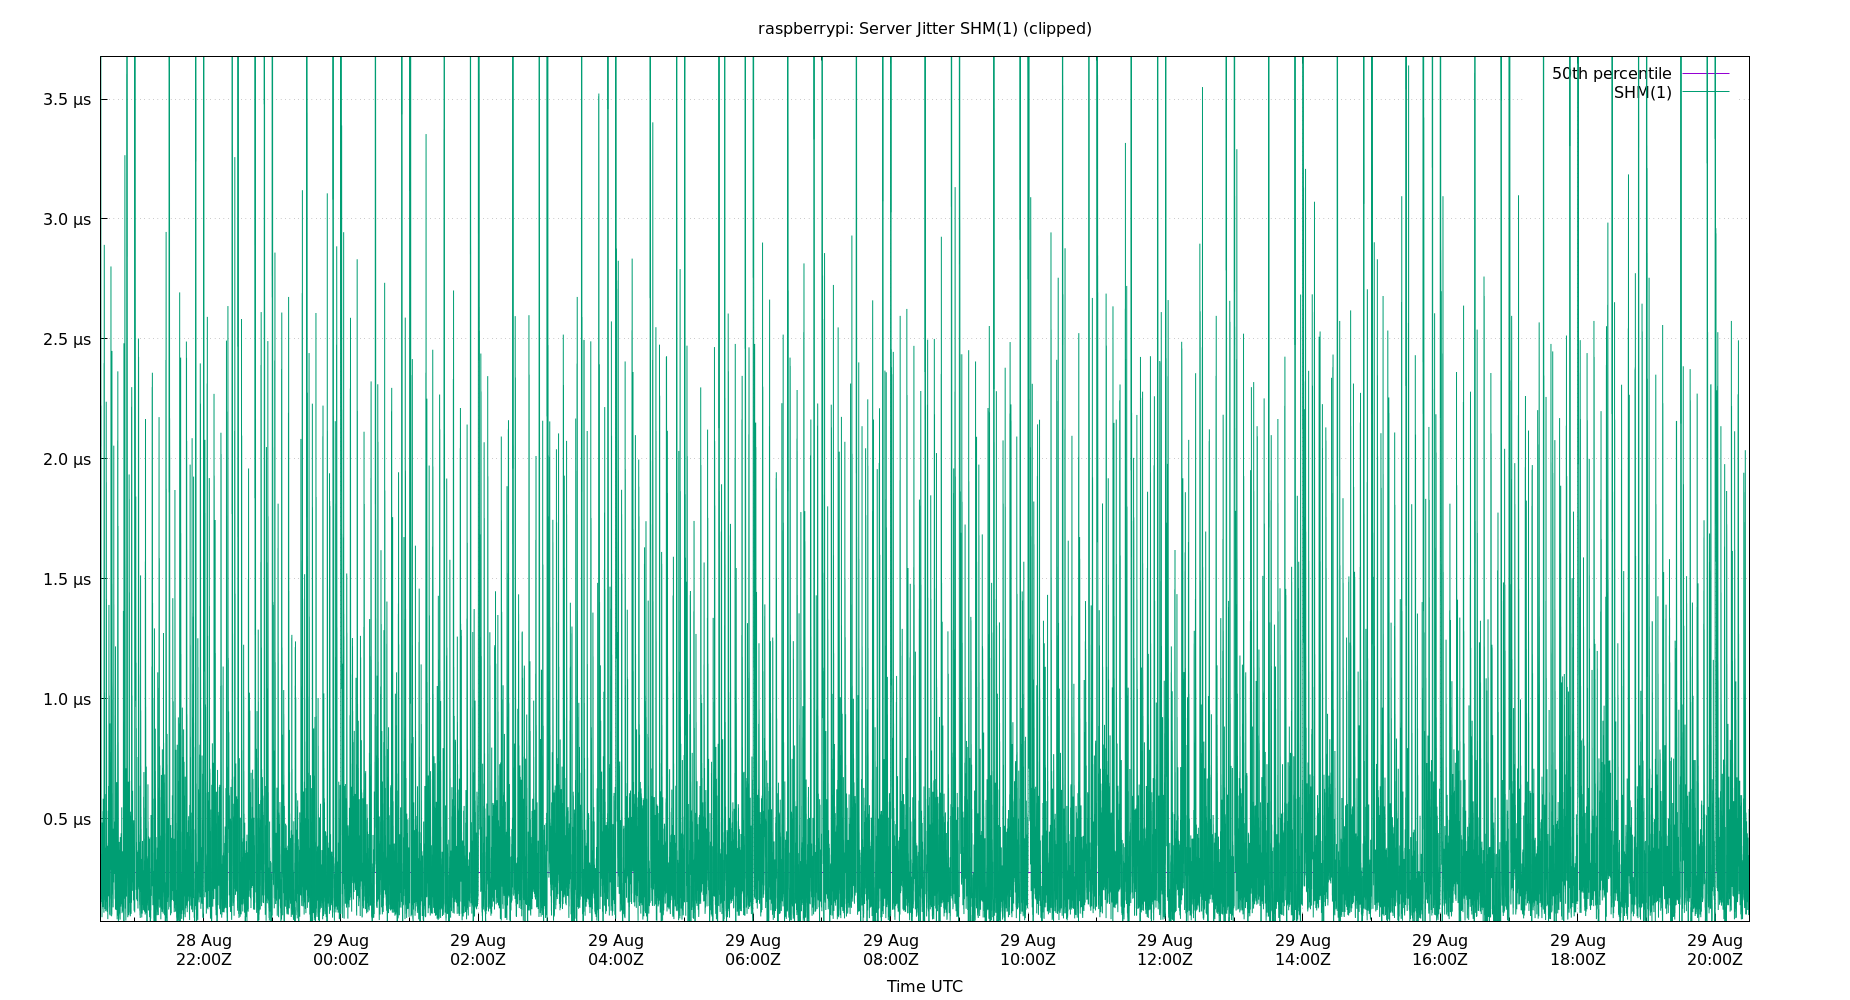 raspberrypi: Server Jitter SHM(1) (clipped)
50th percentile
SHM(1)
3.5 µs
3.0 µs
2.5 µs
2.0 µs
1.5 µs
1.0 µs
0.5 µs
28 Aug 29 Aug 29 Aug 29 Aug 29 Aug 29 Aug 29 Aug 29 Aug 29 Aug 29 Aug 29 Aug 29 Aug
22:00Z 00:00Z 02:00Z 04:00Z 06:00Z 08:00Z 10:00Z 12:00Z 14:00Z 16:00Z 18:00Z 20:00Z
Time UTC